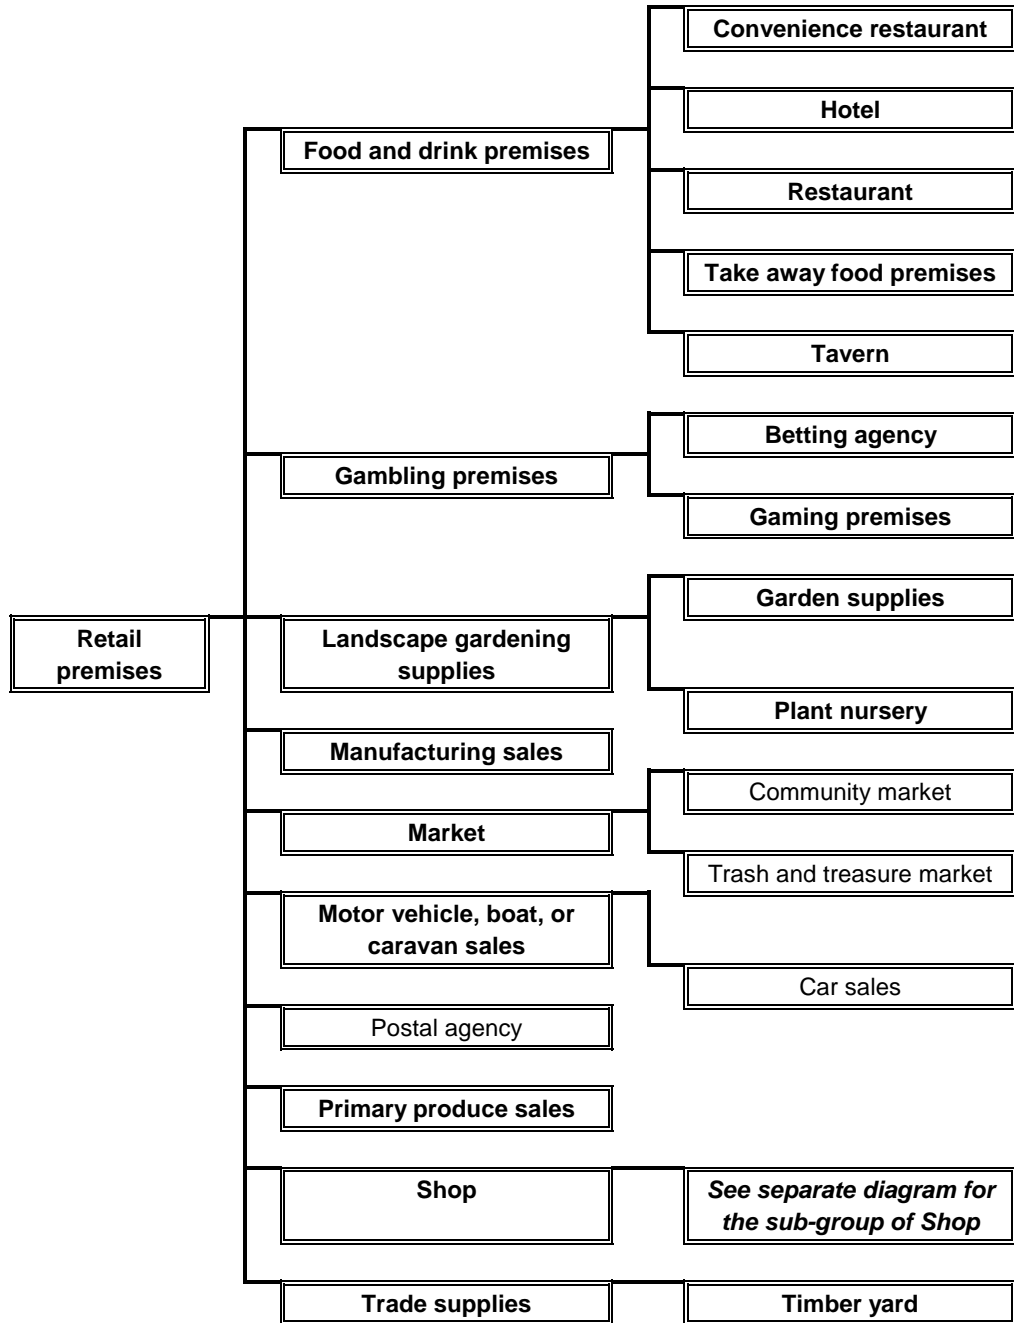 Convenience restaurant
Hotel
Food and drink premises
Restaurant
Take away food premises
Tavern
Betting agency
Gambling premises
Gaming premises
Garden supplies
Retail
premises
Landscape gardening
supplies
Plant nursery
Manufacturing sales
Community market
Market
Trash and treasure market
Motor vehicle, boat, or
caravan sales
Car sales
Postal agency
Primary produce sales
Shop
See separate diagram for
the sub-group of Shop
Trade supplies
Timber yard